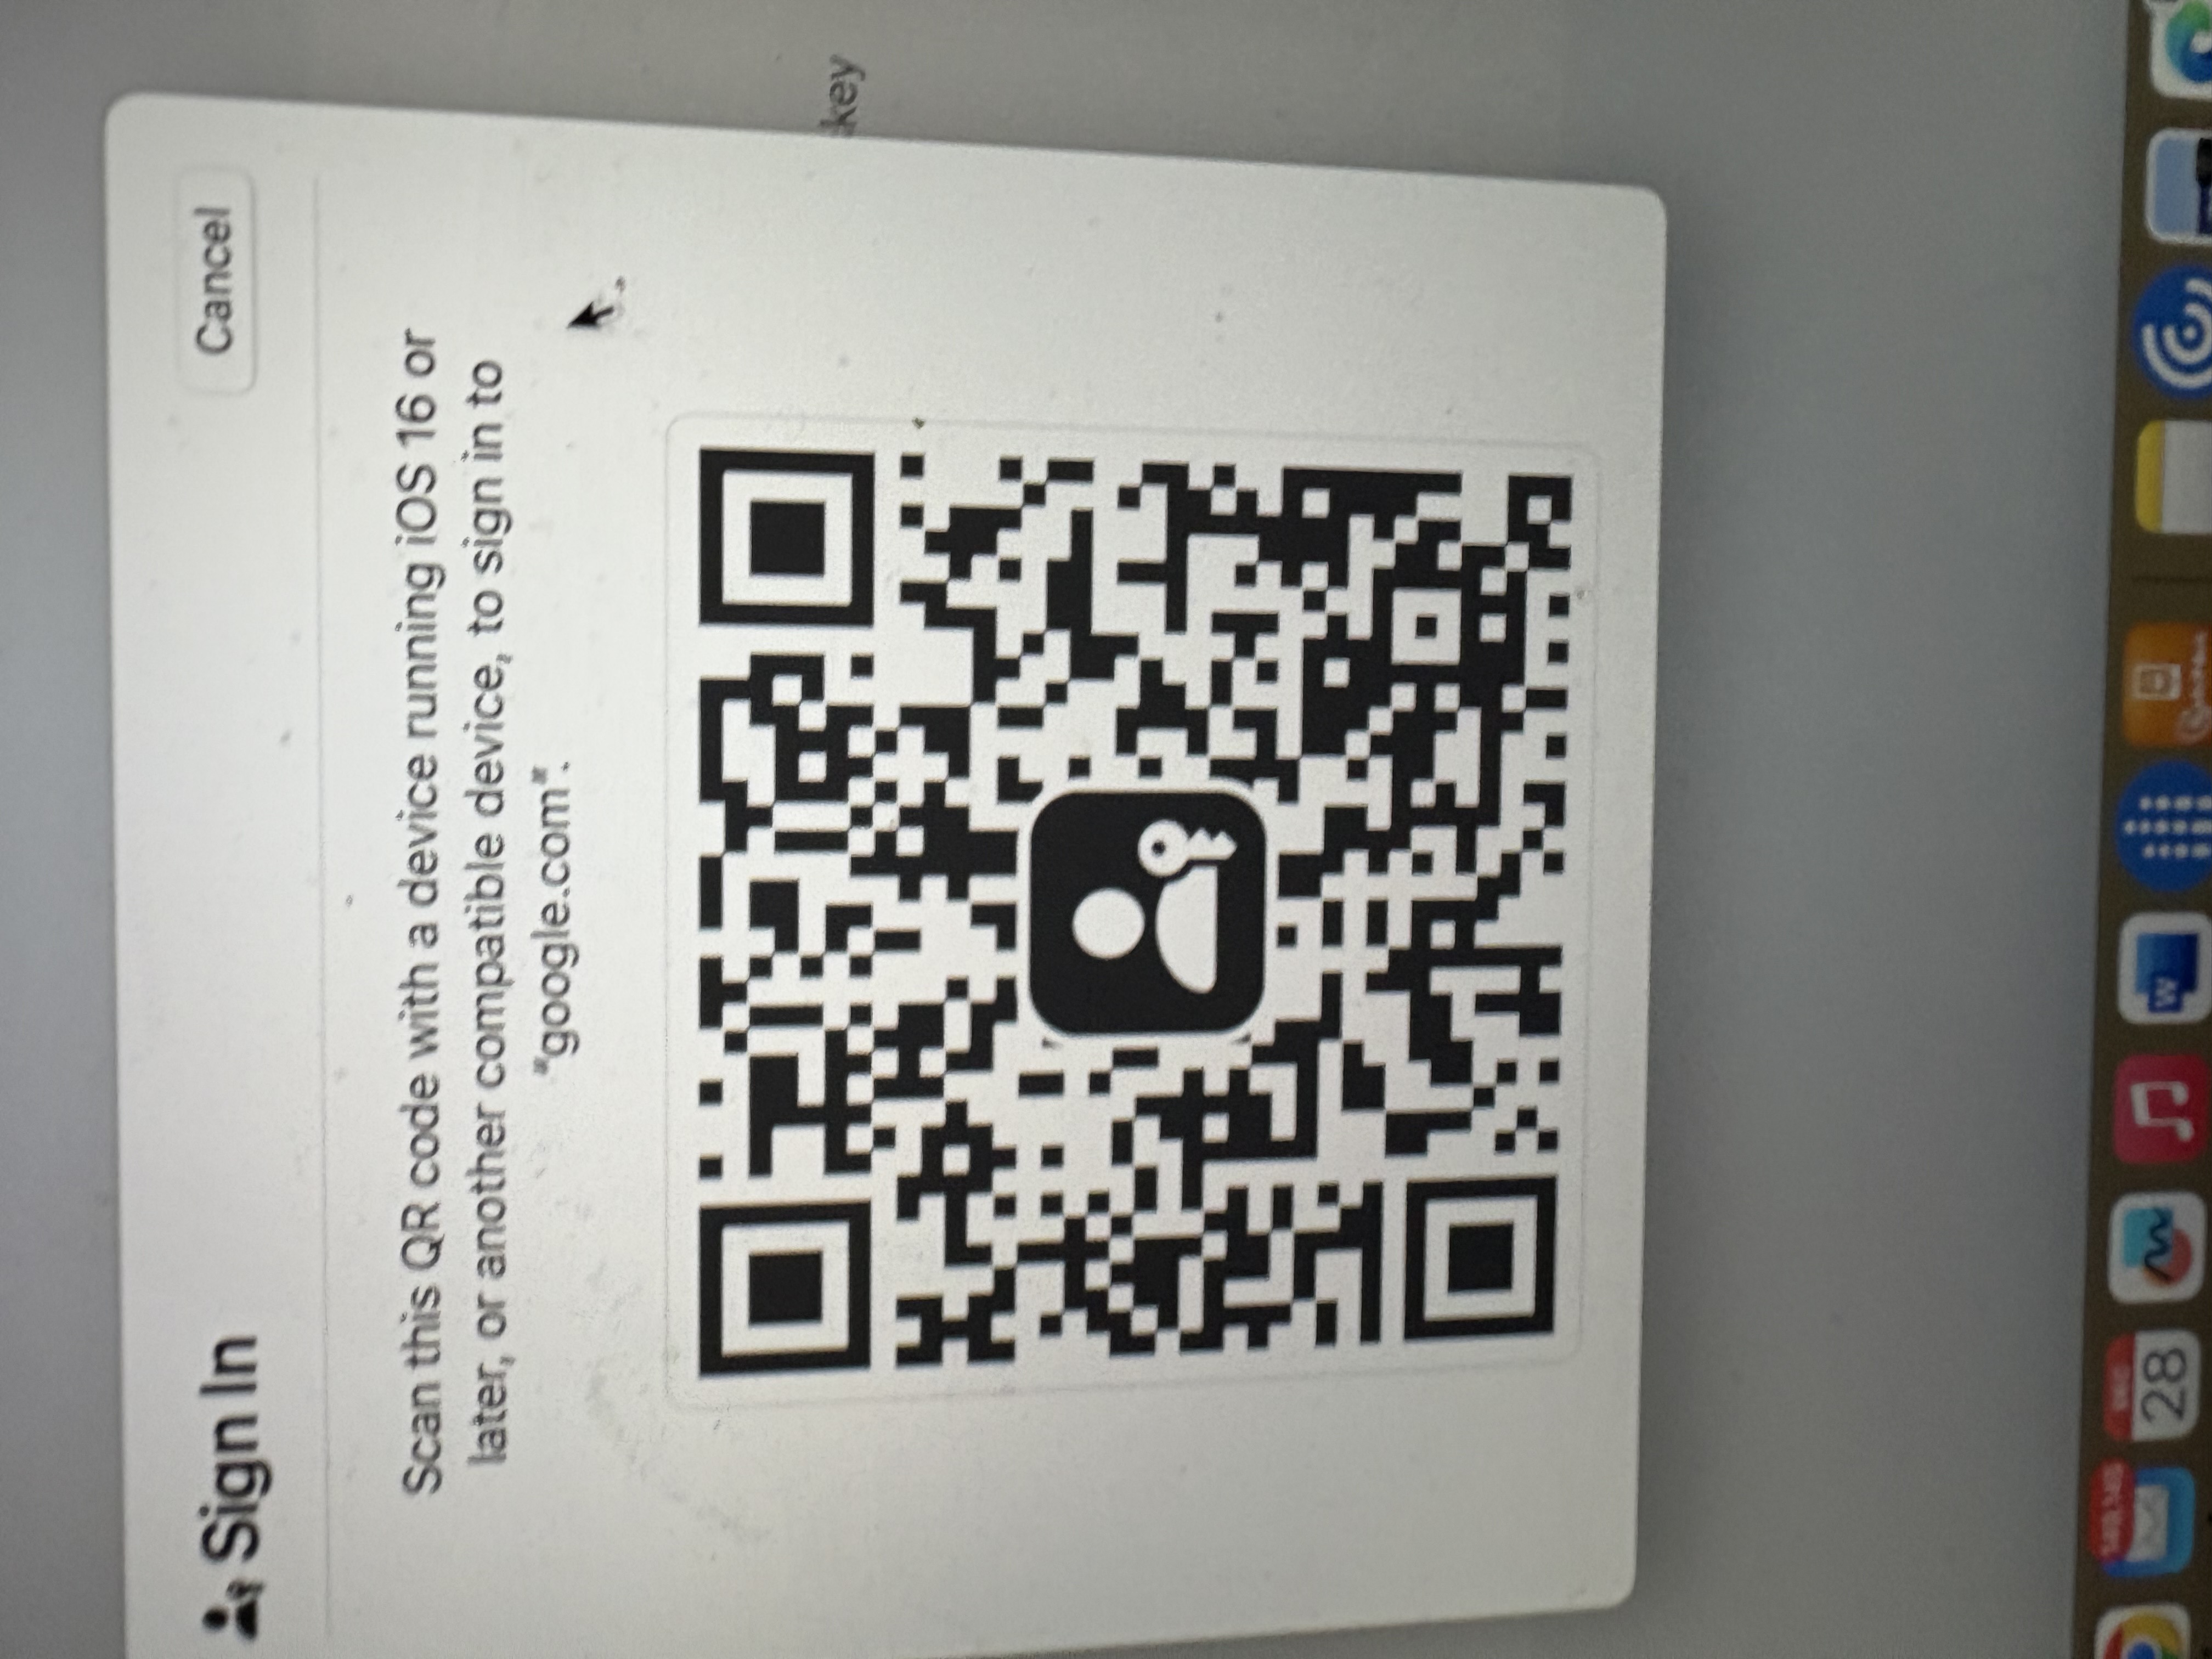 Sign In
Cancel
Scan this QR code with a device running iOS 16 or
later, or another compatible device, to sign in to
“google.com”.
key
28
W